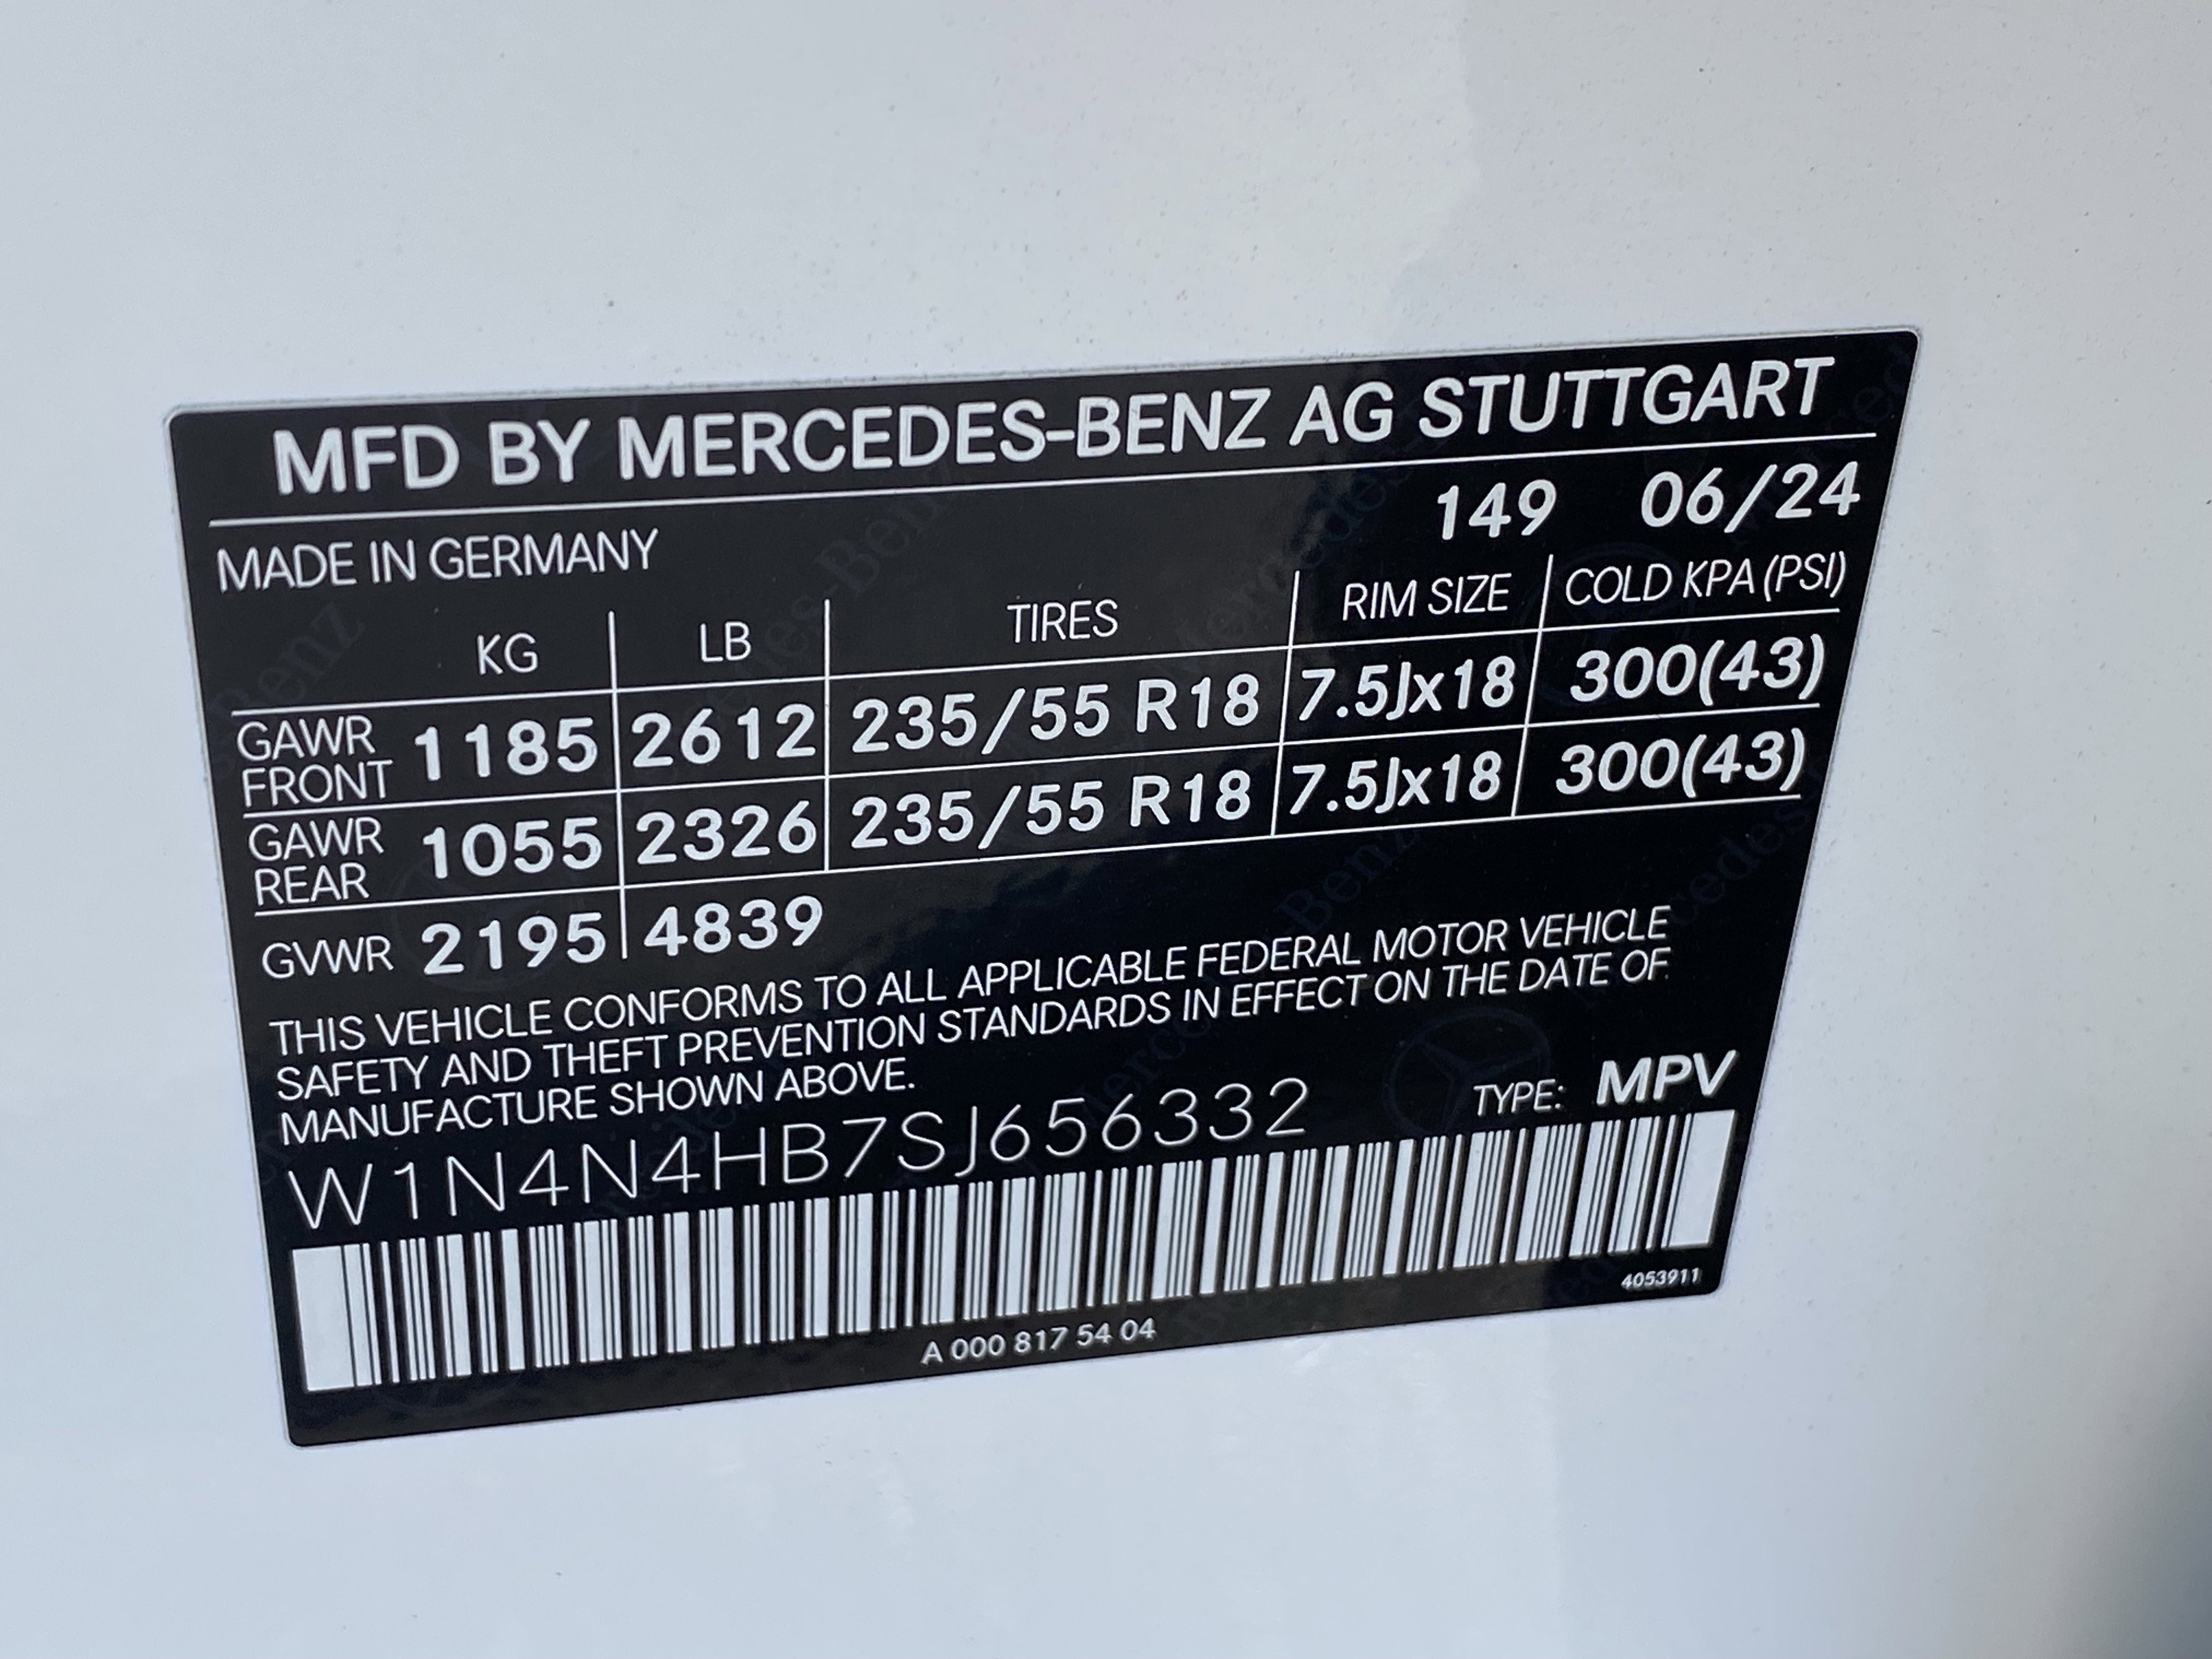 MFD BY MERCEDES-BENZ AG STUTTGART
MADE IN GERMANY 149 06/24
KG LB TIRES RIM SIZE COLD KPA (PSI)
GAWR FRONT 1185 2612 235/55 R18 7.5Jx18 300(43)
GAWR REAR 1055 2326 235/55 R18 7.5Jx18 300(43)
GVWR 2195 4839
THIS VEHICLE CONFORMS TO ALL APPLICABLE FEDERAL MOTOR VEHICLE
SAFETY AND THEFT PREVENTION STANDARDS IN EFFECT ON THE DATE OF
MANUFACTURE SHOWN ABOVE.
W1N4N4HB7SJ656332 TYPE: MPV
4053911
A 000 817 54 04